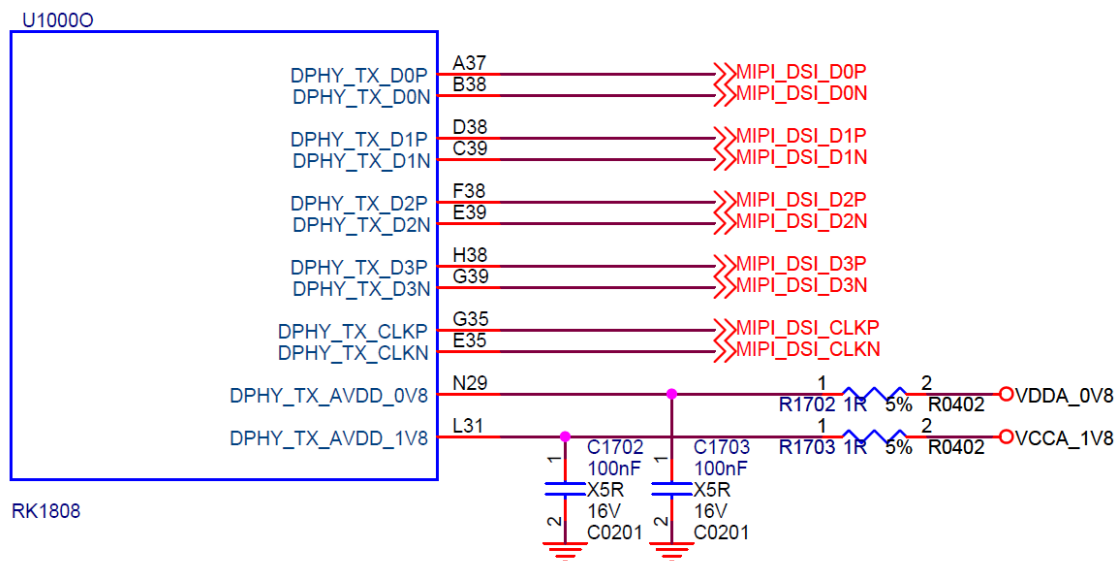 U1000O
DPHY_TX_D0P A37 MIPI_DSI_D0P
DPHY_TX_D0N B38 MIPI_DSI_D0N
DPHY_TX_D1P D38 MIPI_DSI_D1P
DPHY_TX_D1N C39 MIPI_DSI_D1N
DPHY_TX_D2P F38 MIPI_DSI_D2P
DPHY_TX_D2N E39 MIPI_DSI_D2N
DPHY_TX_D3P H38 MIPI_DSI_D3P
DPHY_TX_D3N G39 MIPI_DSI_D3N
DPHY_TX_CLKP G35 MIPI_DSI_CLKP
DPHY_TX_CLKN E35 MIPI_DSI_CLKN
DPHY_TX_AVDD_0V8 N29 1 2 VDDA_0V8
R1702 1R 5% R0402
DPHY_TX_AVDD_1V8 L31 1 2 VCCA_1V8
R1703 1R 5% R0402
1 C1702 1 C1703
100nF 100nF
X5R X5R
16V 16V
2 C0201 2 C0201
RK1808